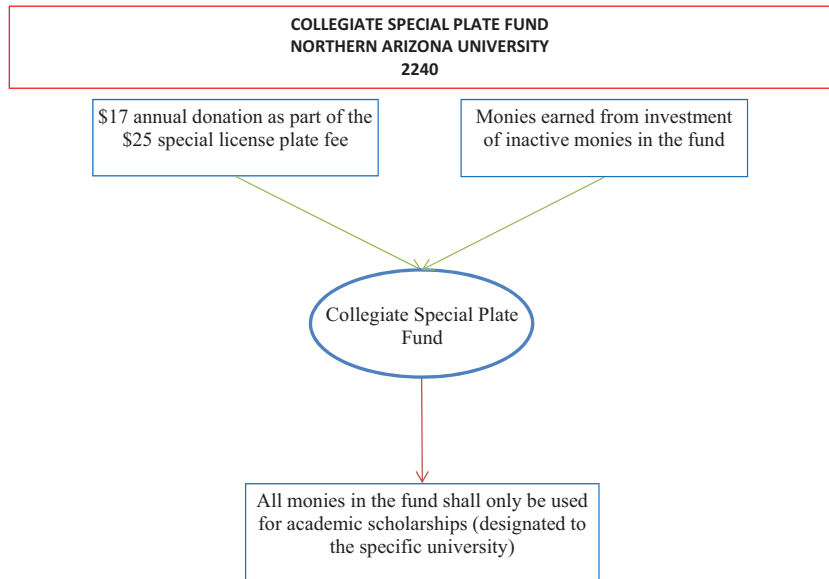 COLLEGIATE SPECIAL PLATE FUND
NORTHERN ARIZONA UNIVERSITY
2240
$17 annual donation as part of the
$25 special license plate fee
Monies earned from investment
of inactive monies in the fund
Collegiate Special Plate
Fund
All monies in the fund shall only be used
for academic scholarships (designated to
the specific university)